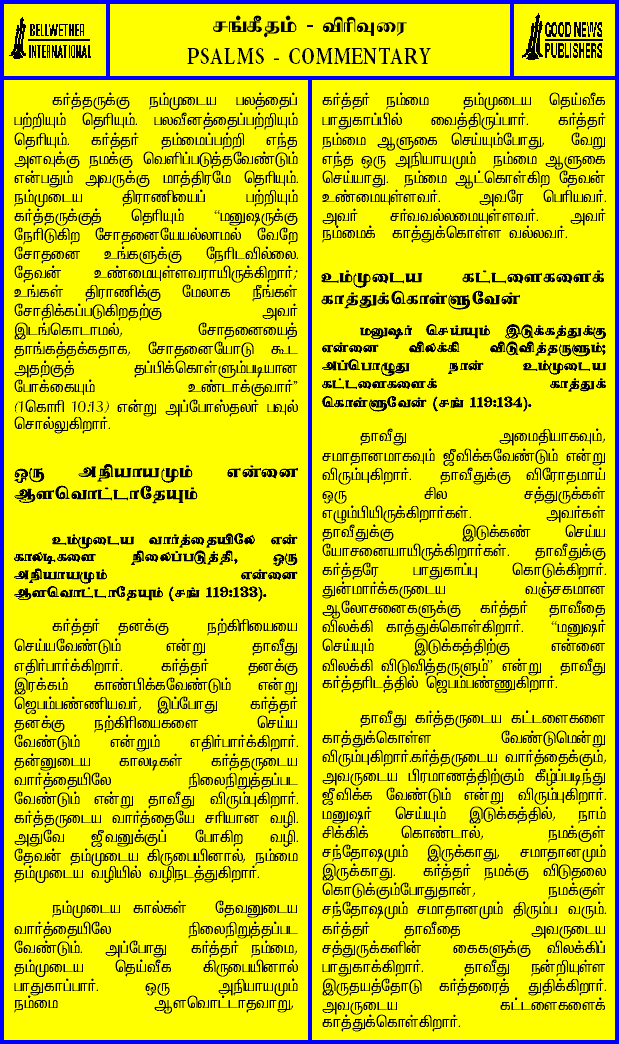 BELLWETHER
INTERNATIONAL
சங்கீதம் - விரிவுரை
PSALMS - COMMENTARY
GOOD NEWS
PUBLISHERS
கர்த்தருக்கு நம்முடைய பலத்தைப்
பற்றியும் தெரியும். பலவீனத்தைப்பற்றியும்
தெரியும். கர்த்தர் தம்மைப்பற்றி எந்த
அளவுக்கு நமக்கு வெளிப்படுத்தவேண்டும்
என்பதும் அவருக்கு மாத்திரமே தெரியும்.
நம்முடைய திராணியைப் பற்றியும்
கர்த்தருக்குத் தெரியும் “மனுஷருக்கு
நேரிடுகிற சோதனையேயல்லாமல் வேறே
சோதனை உங்களுக்கு நேரிடவில்லை.
தேவன் உண்மையுள்ளவராயிருக்கிறார்;
உங்கள் திராணிக்கு மேலாக நீங்கள்
சோதிக்கப்படுகிறதற்கு அவர்
இடங்கொடாமல், சோதனையைத்
தாங்கத்தக்கதாக, சோதனையோடு கூட
அதற்குத் தப்பிக்கொள்ளும்படியான
போக்கையும் உண்டாக்குவார்”
(1கொரி 10:13) என்று அப்போஸ்தலர் பவுல்
சொல்லுகிறார்.
ஒரு அநியாயமும் என்னை
ஆளவொட்டாதேயும்
உம்முடைய வார்த்தையிலே என்
காலடிகளை நிலைப்படுத்தி, ஒரு
அநியாயமும் என்னை
ஆளவொட்டாதேயும் (சங் 119:133).
கர்த்தர் தனக்கு நற்கிரியையை
செய்யவேண்டும் என்று தாவீது
எதிர்பார்க்கிறார். கர்த்தர் தனக்கு
இரக்கம் காண்பிக்கவேண்டும் என்று
ஜெபம்பண்ணியவர், இப்போது கர்த்தர்
தனக்கு நற்கிரியைகளை செய்ய
வேண்டும் என்றும் எதிர்பார்க்கிறார்.
தன்னுடைய காலடிகள் கர்த்தருடைய
வார்த்தையிலே நிலைநிறுத்தப்பட
வேண்டும் என்று தாவீது விரும்புகிறார்.
கர்த்தருடைய வார்த்தையே சரியான வழி.
அதுவே ஜீவனுக்குப் போகிற வழி.
தேவன் தம்முடைய கிருபையினால், நம்மை
தம்முடைய வழியில் வழிநடத்துகிறார்.
நம்முடைய கால்கள் தேவனுடைய
வார்த்தையிலே நிலைநிறுத்தப்பட
வேண்டும். அப்போது கர்த்தர் நம்மை,
தம்முடைய தெய்வீக கிருபையினால்
பாதுகாப்பார். ஒரு அநியாயமும்
நம்மை ஆளவொட்டாதவாறு,
கர்த்தர் நம்மை தம்முடைய தெய்வீக
பாதுகாப்பில் வைத்திருப்பார். கர்த்தர்
நம்மை ஆளுகை செய்யும்போது, வேறு
எந்த ஒரு அநியாயமும் நம்மை ஆளுகை
செய்யாது. நம்மை ஆட்கொள்கிற தேவன்
உண்மையுள்ளவர். அவரே பெரியவர்.
அவர் சர்வவல்லமையுள்ளவர். அவர்
நம்மைக் காத்துக்கொள்ள வல்லவர்.
உம்முடைய கட்டளைகளைக்
காத்துக்கொள்ளுவேன்
மனுஷர் செய்யும் இடுக்கத்துக்கு
என்னை விலக்கி விடுவித்தருளும்;
அப்பொழுது நான் உம்முடைய
கட்டளைகளைக் காத்துக்
கொள்ளுவேன் (சங் 119:134).
தாவீது அமைதியாகவும்,
சமாதானமாகவும் ஜீவிக்கவேண்டும் என்று
விரும்புகிறார். தாவீதுக்கு விரோதமாய்
ஒரு சில சத்துருக்கள்
எழும்பியிருக்கிறார்கள். அவர்கள்
தாவீதுக்கு இடுக்கண் செய்ய
யோசனையாயிருக்கிறார்கள். தாவீதுக்கு
கர்த்தரே பாதுகாப்பு கொடுக்கிறார்.
துன்மார்க்கருடைய வஞ்சகமான
ஆலோசனைகளுக்கு கர்த்தர் தாவீதை
விலக்கி காத்துக்கொள்கிறார். “மனுஷர்
செய்யும் இடுக்கத்திற்கு என்னை
விலக்கி விடுவித்தருளும்” என்று தாவீது
கர்த்தரிடத்தில் ஜெபம்பண்ணுகிறார்.
தாவீது கர்த்தருடைய கட்டளைகளை
காத்துக்கொள்ள வேண்டுமென்று
விரும்புகிறார்.கர்த்தருடைய வார்த்தைக்கும்,
அவருடைய பிரமாணத்திற்கும் கீழ்ப்படிந்து
ஜீவிக்க வேண்டும் என்று விரும்புகிறார்.
மனுஷர் செய்யும் இடுக்கத்தில், நாம்
சிக்கிக் கொண்டால், நமக்குள்
சந்தோஷமும் இருக்காது, சமாதானமும்
இருக்காது. கர்த்தர் நமக்கு விடுதலை
கொடுக்கும்போதுதான், நமக்குள்
சந்தோஷமும் சமாதானமும் திரும்ப வரும்.
கர்த்தர் தாவீதை அவருடைய
சத்துருக்களின் கைகளுக்கு விலக்கிப்
பாதுகாக்கிறார். தாவீது நன்றியுள்ள
இருதயத்தோடு கர்த்தரைத் துதிக்கிறார்.
அவருடைய கட்டளைகளைக்
காத்துக்கொள்கிறார்.